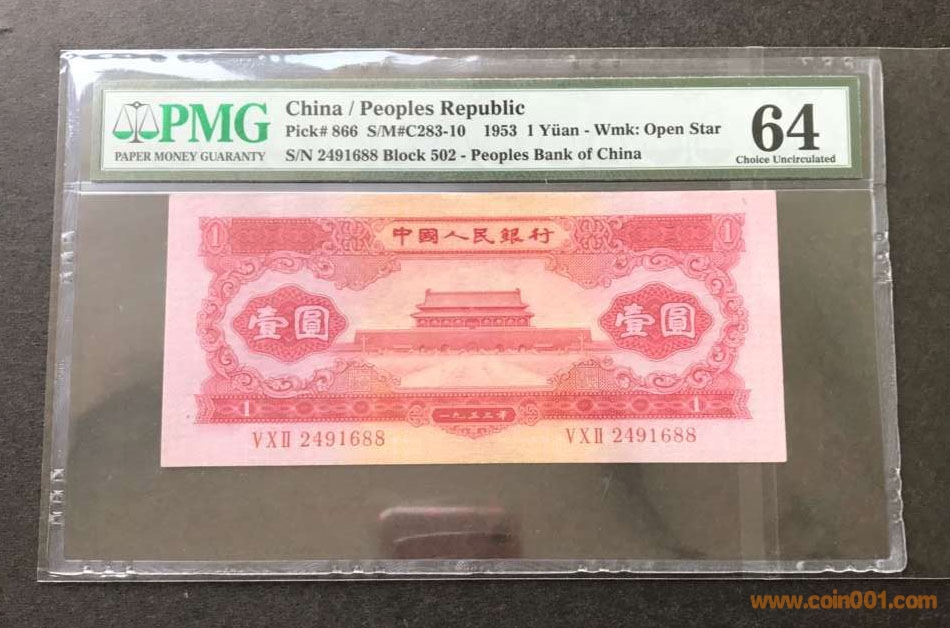 PMG
PAPER MONEY GUARANTY
China / Peoples Republic
Pick# 866 S/M#C283-10 1953 1 Yüan - Wmk: Open Star
S/N 2491688 Block 502 - Peoples Bank of China
64
Choice Uncirculated
1 中國人民銀行 1
壹圓 壹圓
1 一九五三年 1
VXII 2491688 VXII 2491688
www.coin001.com